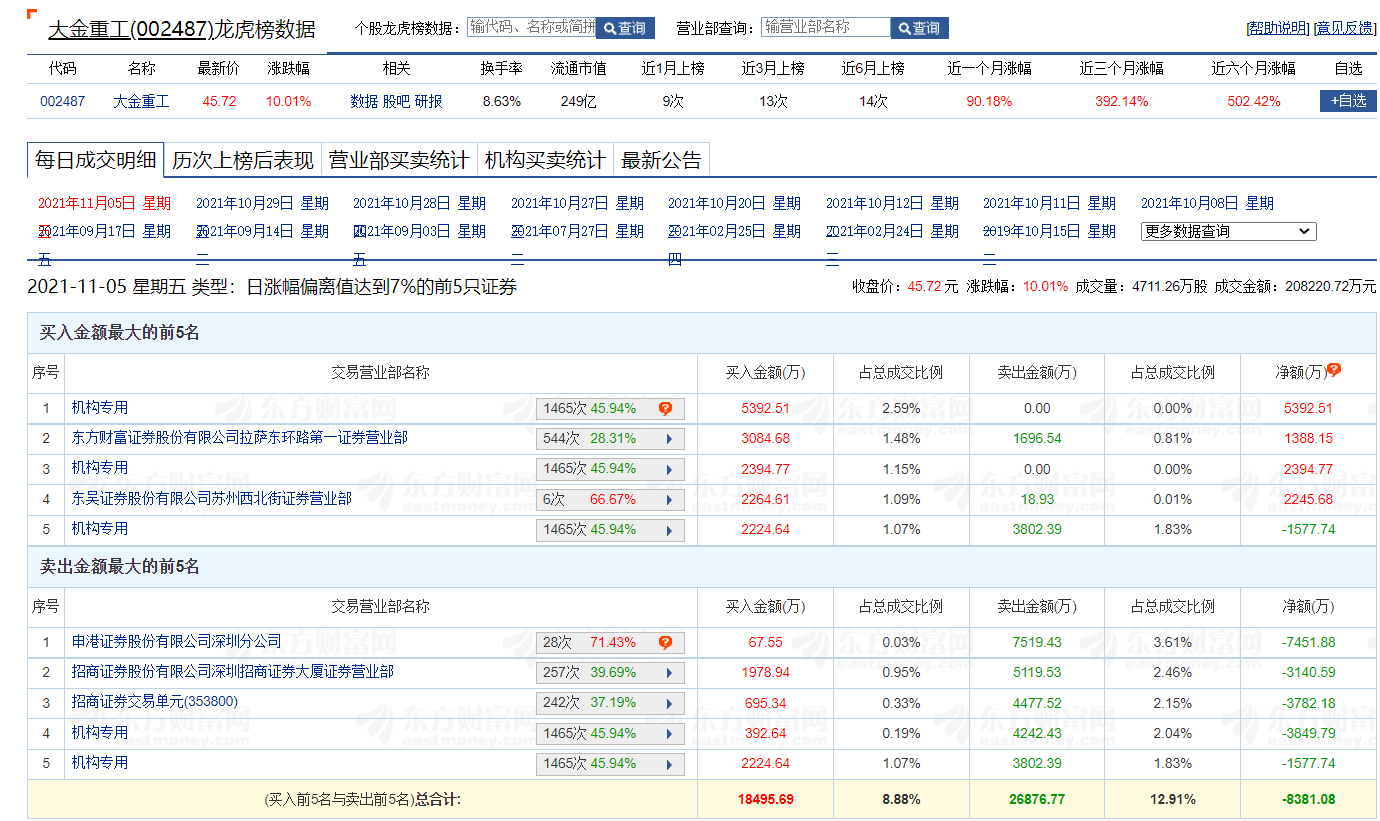 大金重工(002487)龙虎榜数据 个股龙虎榜数据： 输代码、名称或简拼 查询 营业部查询： 输营业部名称 查询 [帮助说明] [意见反馈]
代码 名称 最新价 涨跌幅 相关 换手率 流通市值 近1月上榜 近3月上榜 近6月上榜 近一个月涨幅 近三个月涨幅 近六个月涨幅 自选
002487 大金重工 45.72 10.01% 数据 股吧 研报 8.63% 249亿 9次 13次 14次 90.18% 392.14% 502.42% +自选
每日成交明细 历次上榜后表现 营业部买卖统计 机构买卖统计 最新公告
2021年11月05日 星期 2021年10月29日 星期 2021年10月28日 星期 2021年10月27日 星期 2021年10月20日 星期 2021年10月12日 星期 2021年10月11日 星期 2021年10月08日 星期
2021年09月17日 星期 2021年09月14日 星期 2021年09月03日 星期 2021年07月27日 星期 2021年02月25日 星期 2021年02月24日 星期 2019年10月15日 星期 更多数据查询
五 二 五 二 四 三 二
2021-11-05 星期五 类型：日涨幅偏离值达到7%的前5只证券 收盘价：45.72 元 涨跌幅：10.01% 成交量：4711.26万股 成交金额：208220.72万元
买入金额最大的前5名
序号 交易营业部名称 买入金额(万) 占总成交比例 卖出金额(万) 占总成交比例 净额(万)
1 机构专用 1465次 45.94% 5392.51 2.59% 0.00 0.00% 5392.51
2 东方财富证券股份有限公司拉萨东环路第一证券营业部 544次 28.31% 3084.68 1.48% 1696.54 0.81% 1388.15
3 机构专用 1465次 45.94% 2394.77 1.15% 0.00 0.00% 2394.77
4 东吴证券股份有限公司苏州西北街证券营业部 6次 66.67% 2264.61 1.09% 18.93 0.01% 2245.68
5 机构专用 1465次 45.94% 2224.64 1.07% 3802.39 1.83% -1577.74
卖出金额最大的前5名
序号 交易营业部名称 买入金额(万) 占总成交比例 卖出金额(万) 占总成交比例 净额(万)
1 申港证券股份有限公司深圳分公司 28次 71.43% 67.55 0.03% 7519.43 3.61% -7451.88
2 招商证券股份有限公司深圳招商证券大厦证券营业部 257次 39.69% 1978.94 0.95% 5119.53 2.46% -3140.59
3 招商证券交易单元(353800) 242次 37.19% 695.34 0.33% 4477.52 2.15% -3782.18
4 机构专用 1465次 45.94% 392.64 0.19% 4242.43 2.04% -3849.79
5 机构专用 1465次 45.94% 2224.64 1.07% 3802.39 1.83% -1577.74
(买入前5名与卖出前5名)总合计: 18495.69 8.88% 26876.77 12.91% -8381.08